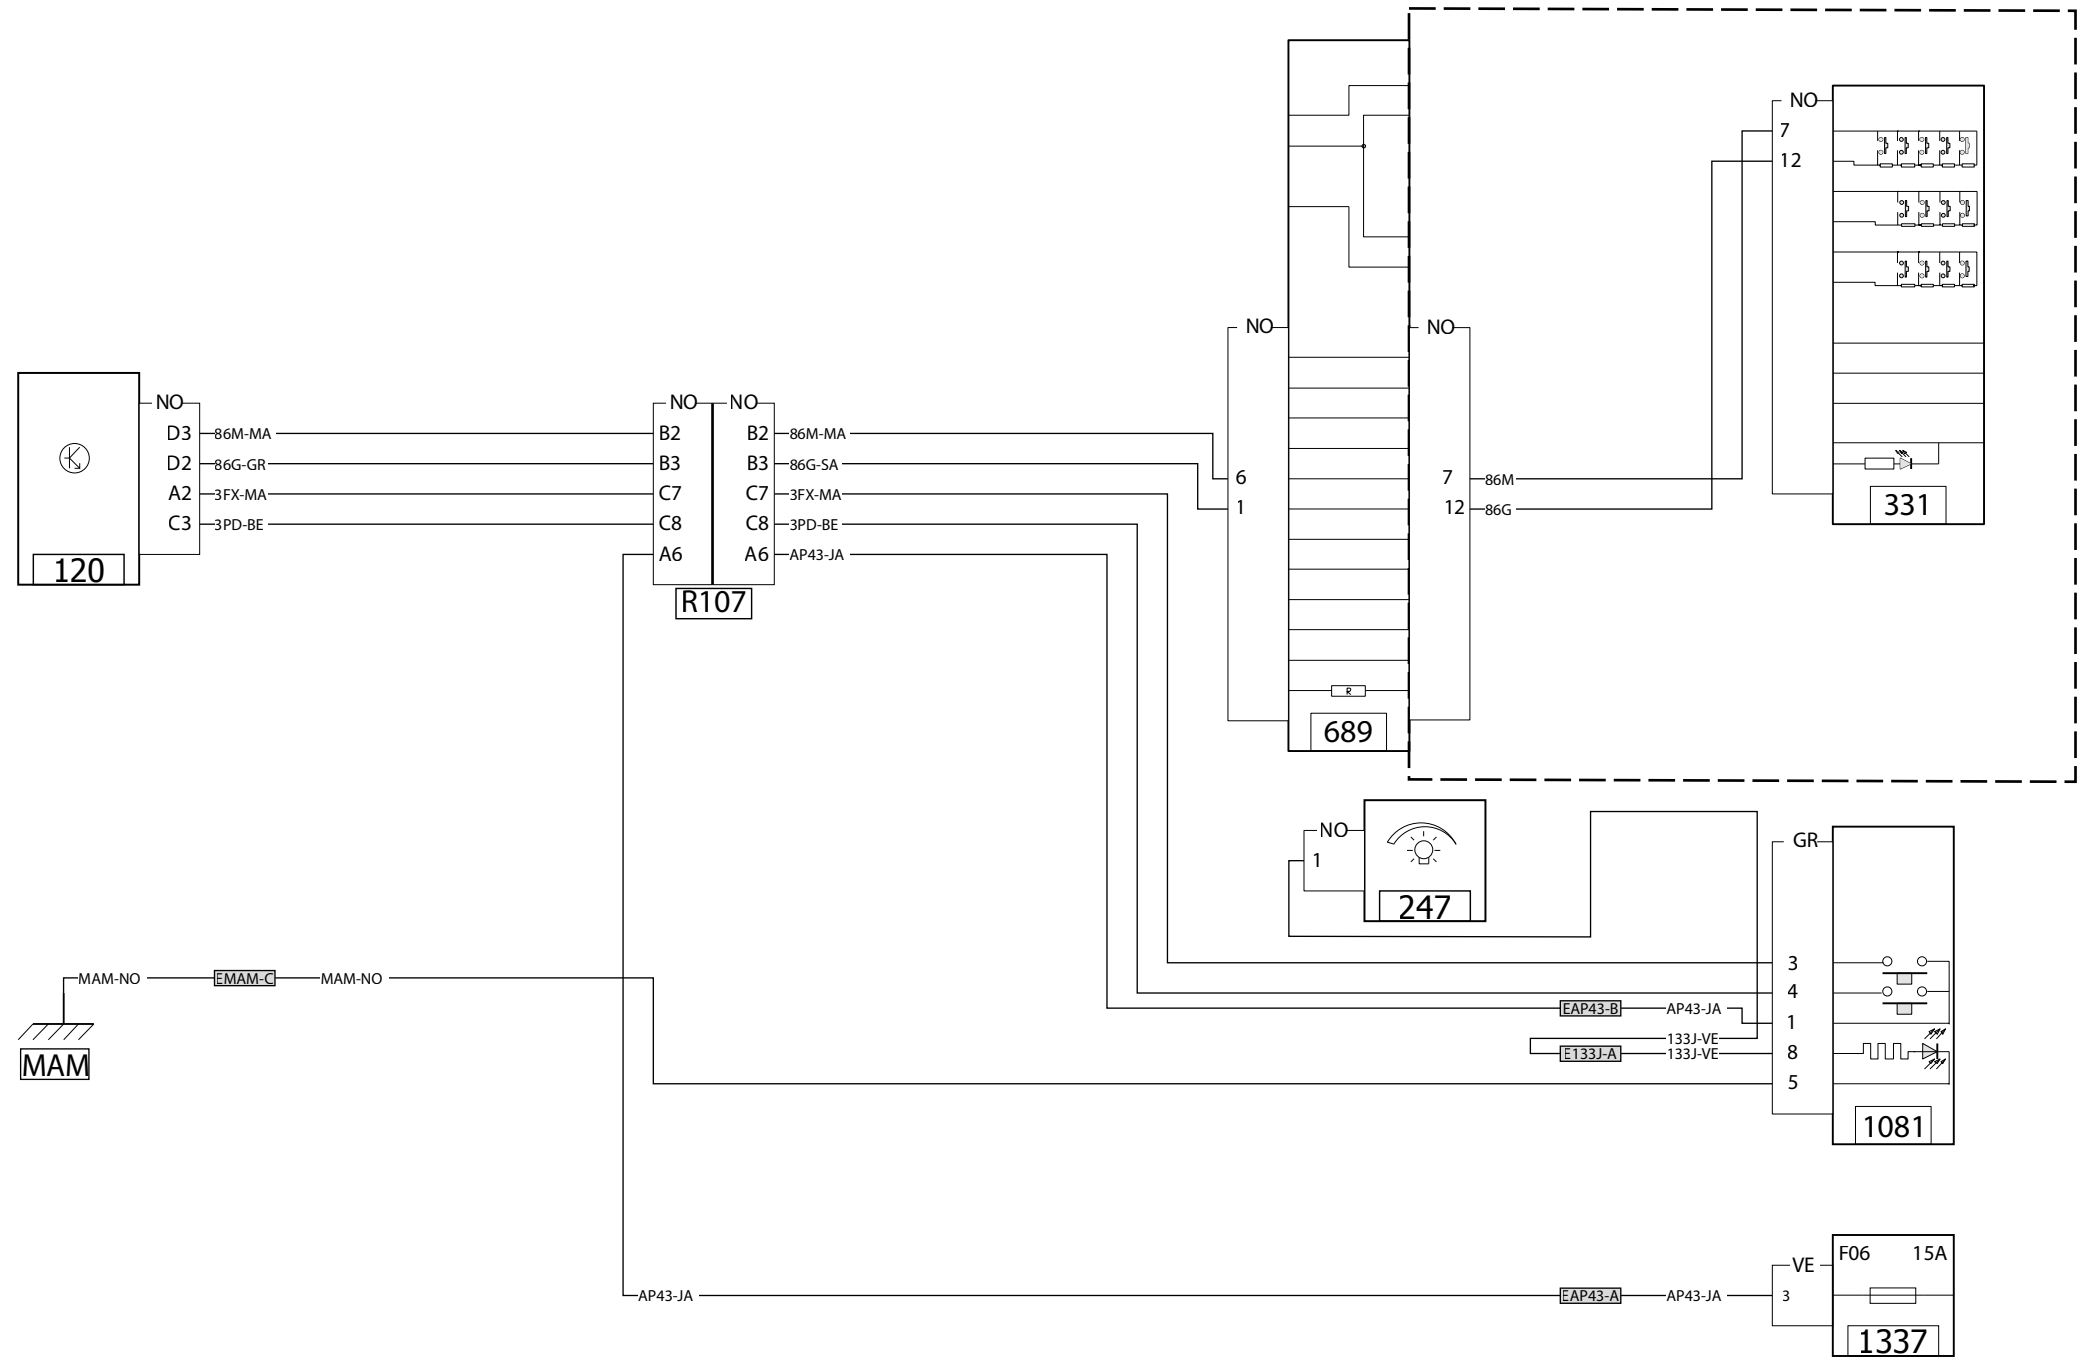 NO
7
12
331
NO
NO
6
1
7
86M
12
86G
R
689
NO
D3
86M-MA
D2
86G-GR
A2
3FX-MA
C3
3PD-BE
120
NO
NO
B2
B2
86M-MA
B3
B3
86G-SA
C7
C7
3FX-MA
C8
C8
3PD-BE
A6
A6
AP43-JA
R107
NO
1
247
GR
3
4
1
8
5
1081
MAM-NO
EMAM-C
MAM-NO
MAM
EAP43-B
AP43-JA
133J-VE
E133J-A
133J-VE
AP43-JA
EAP43-A
AP43-JA
VE
3
F06
15A
1337